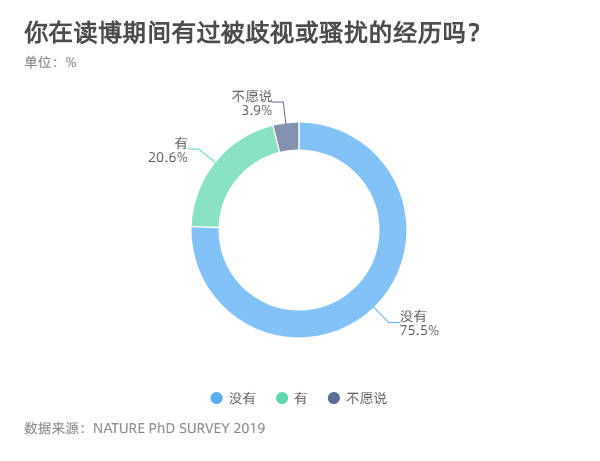 你在读博期间有过被歧视或骚扰的经历吗？
单位：%
不愿说
3.9%
有
20.6%
没有
75.5%
没有 有 不愿说
数据来源：NATURE PhD SURVEY 2019